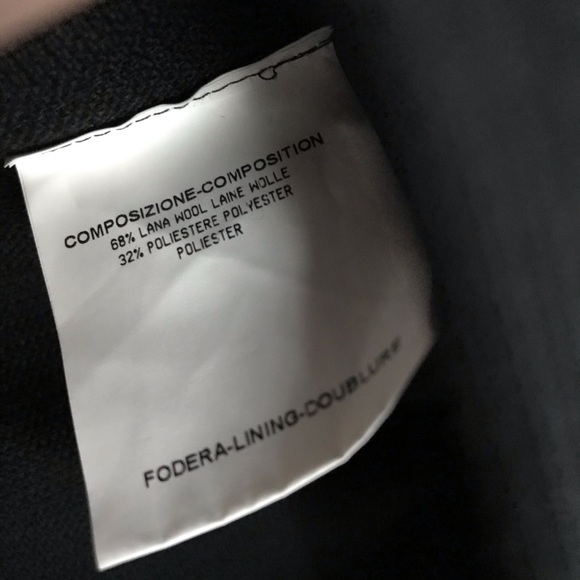 COMPOSIZIONE-COMPOSITION
68% LANA WOOL LAINE WOLLE
32% POLIESTERE POLYESTER
POLIESTER
FODERA-LINING-DOUBLURE